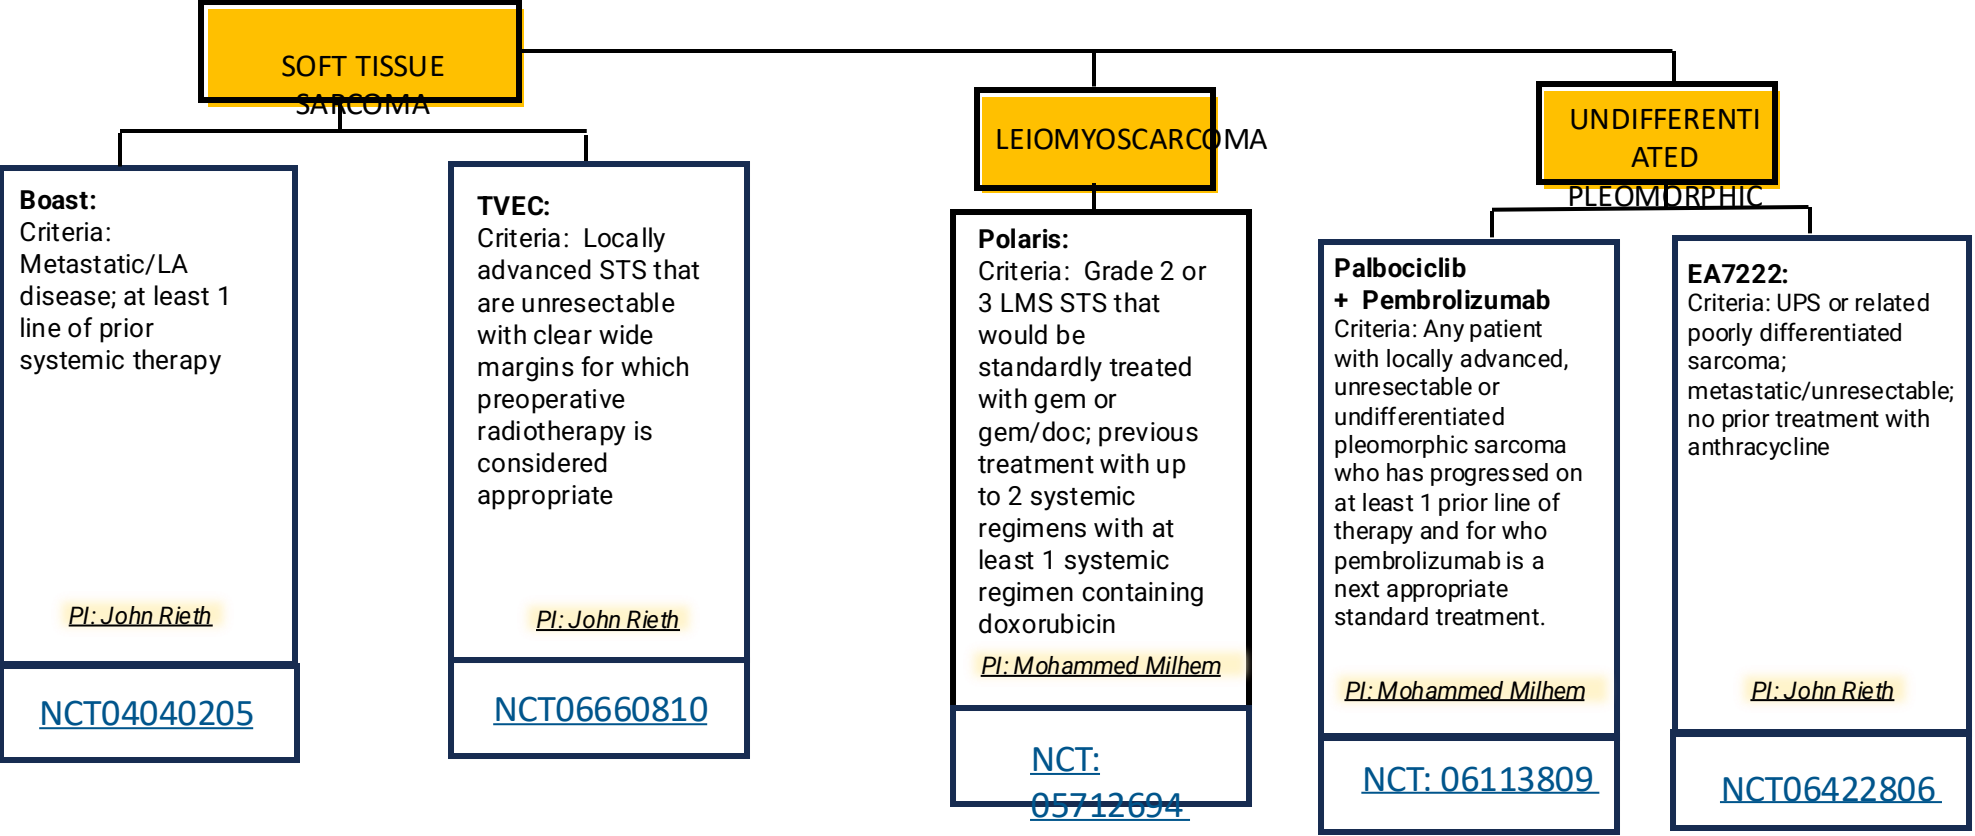 SOFT TISSUE
SARCOMA
LEIOMYOSCARCOMA
UNDIFFERENTI
ATED
PLEOMORPHIC
Boast:
Criteria:
Metastatic/LA
disease; at least 1
line of prior
systemic therapy
PI: John Rieth
NCT04040205
TVEC:
Criteria: Locally
advanced STS that
are unresectable
with clear wide
margins for which
preoperative
radiotherapy is
considered
appropriate
PI: John Rieth
NCT06660810
Polaris:
Criteria: Grade 2 or
3 LMS STS that
would be
standardly treated
with gem or
gem/doc; previous
treatment with up
to 2 systemic
regimens with at
least 1 systemic
regimen containing
doxorubicin
PI: Mohammed Milhem
NCT:
05712694
Palbociclib
+ Pembrolizumab
Criteria: Any patient
with locally advanced,
unresectable or
undifferentiated
pleomorphic sarcoma
who has progressed on
at least 1 prior line of
therapy and for who
pembrolizumab is a
next appropriate
standard treatment.
PI: Mohammed Milhem
NCT: 06113809
EA7222:
Criteria: UPS or related
poorly differentiated
sarcoma;
metastatic/unresectable;
no prior treatment with
anthracycline
PI: John Rieth
NCT06422806